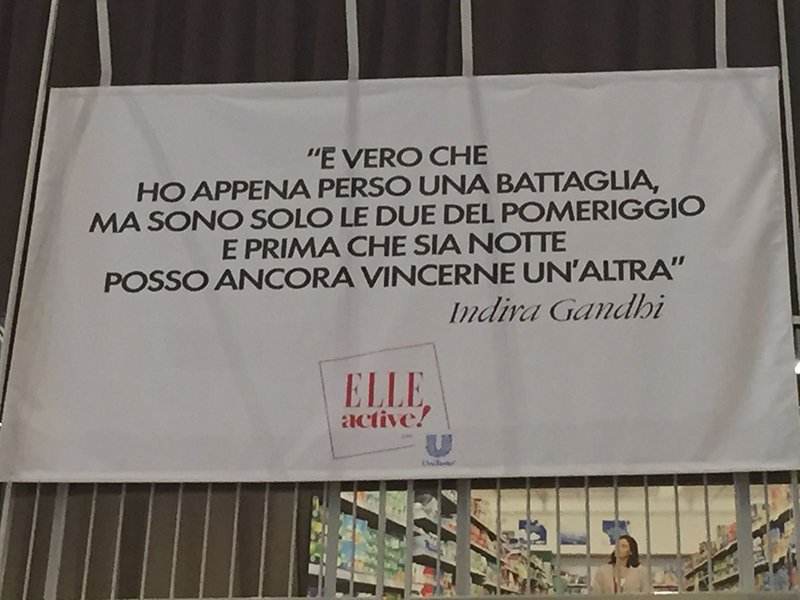 “È VERO CHE
HO APPENA PERSO UNA BATTAGLIA,
MA SONO SOLO LE DUE DEL POMERIGGIO
E PRIMA CHE SIA NOTTE
POSSO ANCORA VINCERNE UN’ALTRA”
Indira Gandhi
ELLE
active!
Unilever